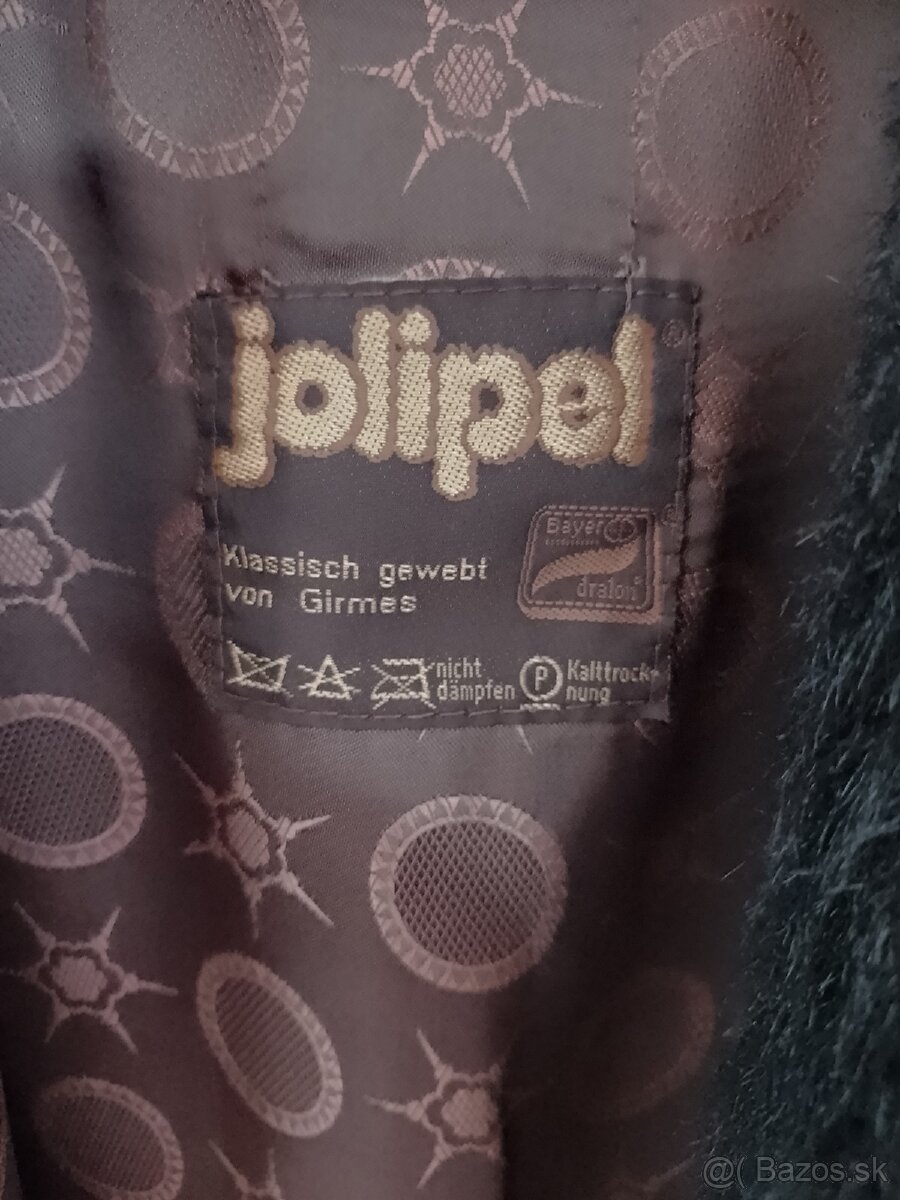 jolipel ®
Bayer
dralon®
Klassisch gewebt
von Girmes
nicht
dämpfen
P
Kalttrock-
nung
@( Bazos.sk